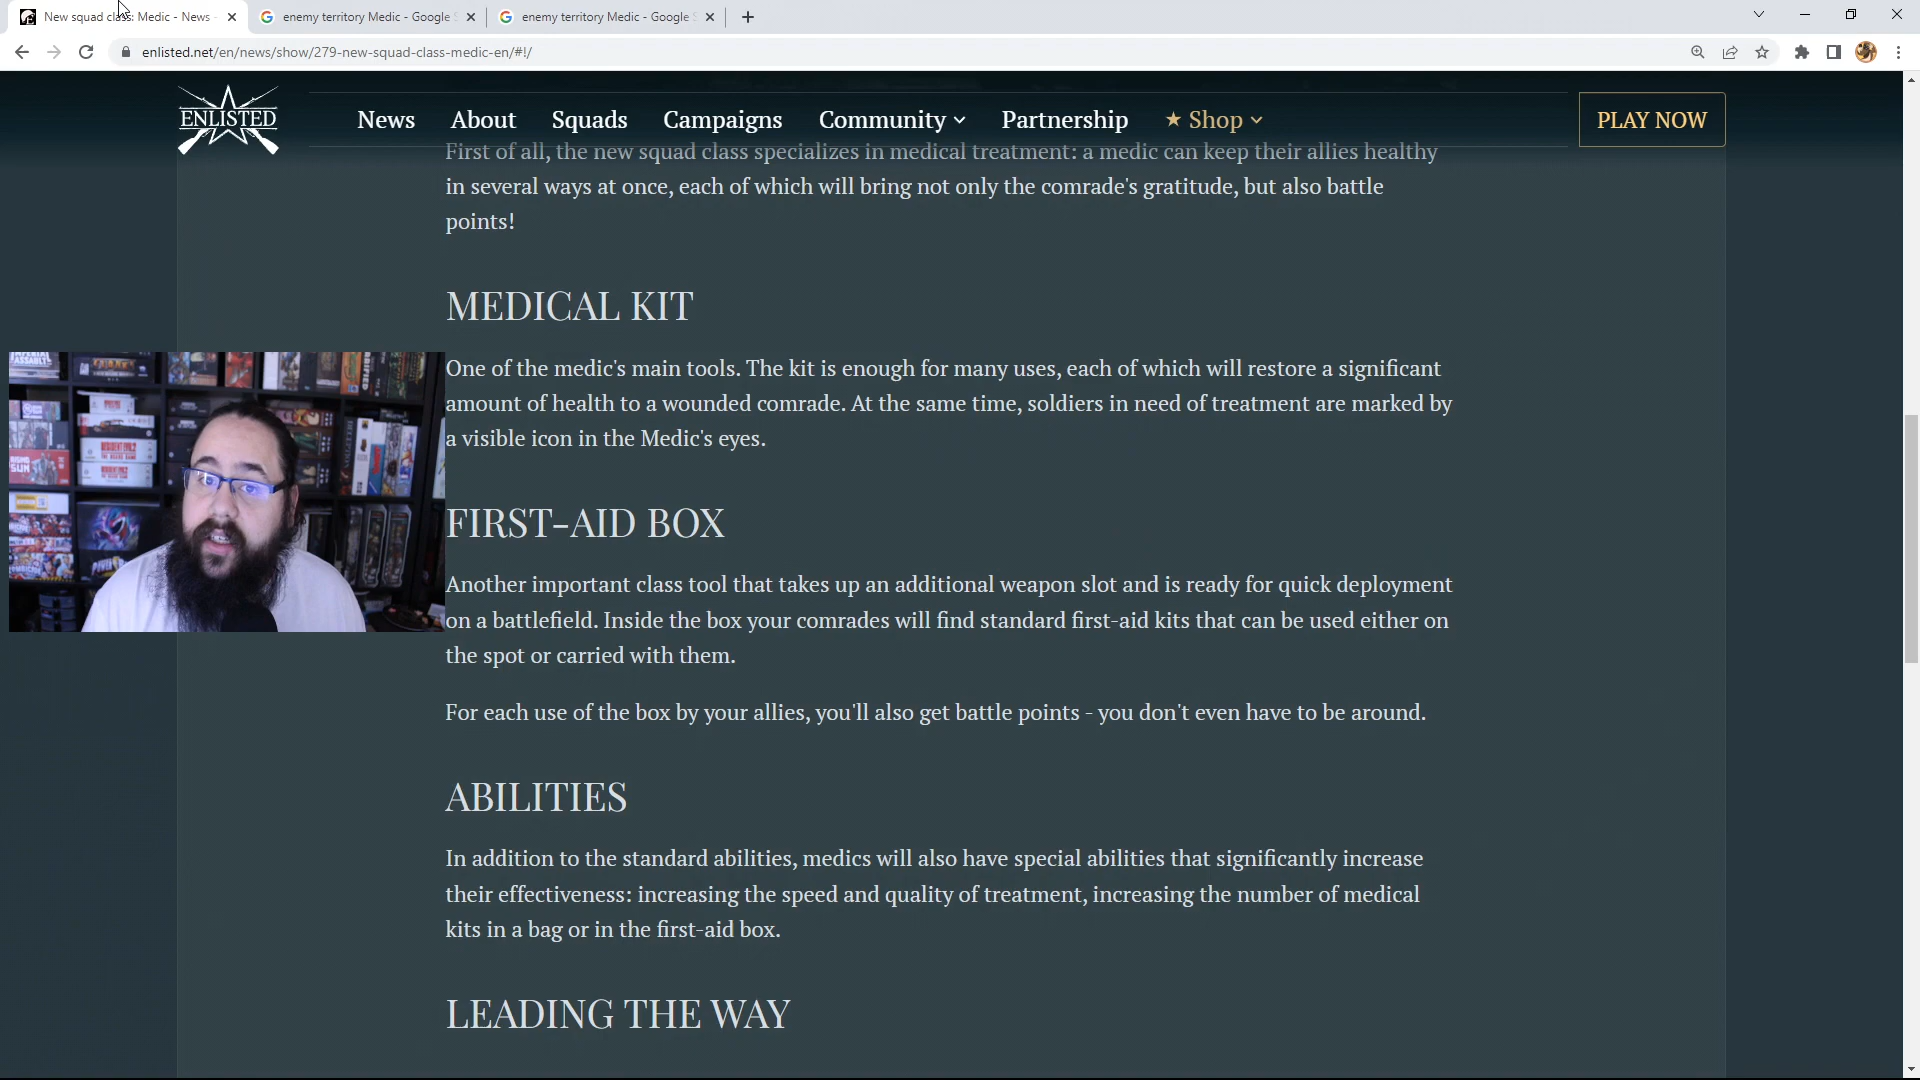 New squad class: Medic - News -
enemy territory Medic - Google S
enemy territory Medic - Google S
enlisted.net/en/news/show/279-new-squad-class-medic-en/#!/
ENLISTED
News
About
Squads
Campaigns
Community
Partnership
★ Shop
PLAY NOW
First of all, the new squad class specializes in medical treatment: a medic can keep their allies healthy
in several ways at once, each of which will bring not only the comrade's gratitude, but also battle
points!
MEDICAL KIT
One of the medic's main tools. The kit is enough for many uses, each of which will restore a significant
amount of health to a wounded comrade. At the same time, soldiers in need of treatment are marked by
a visible icon in the Medic's eyes.
FIRST-AID BOX
Another important class tool that takes up an additional weapon slot and is ready for quick deployment
on a battlefield. Inside the box your comrades will find standard first-aid kits that can be used either on
the spot or carried with them.
For each use of the box by your allies, you'll also get battle points - you don't even have to be around.
ABILITIES
In addition to the standard abilities, medics will also have special abilities that significantly increase
their effectiveness: increasing the speed and quality of treatment, increasing the number of medical
kits in a bag or in the first-aid box.
LEADING THE WAY